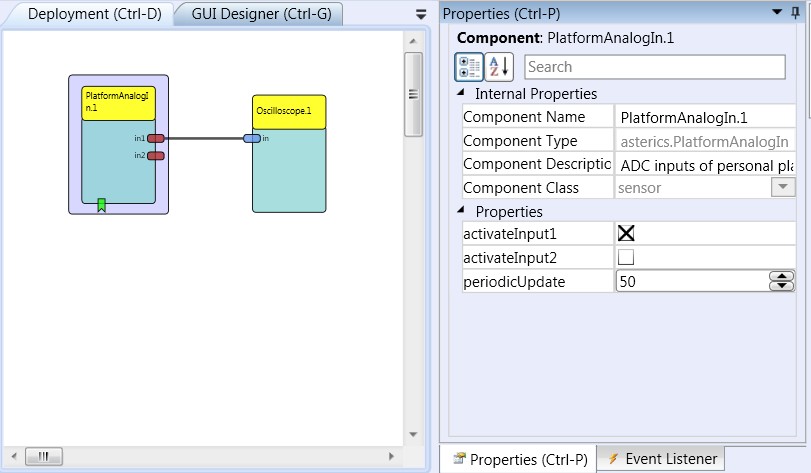 Deployment (Ctrl-D)
GUI Designer (Ctrl-G)
PlatformAnalogI
n.1
in1
in2
Oscilloscope.1
in
Properties (Ctrl-P)
Component: PlatformAnalogIn.1
A
Z
Search
Internal Properties
Component Name PlatformAnalogIn.1
Component Type asterics.PlatformAnalogIn
Component Descriptio ADC inputs of personal pla
Component Class sensor
Properties
activateInput1
activateInput2
periodicUpdate 50
Properties (Ctrl-P)
Event Listener